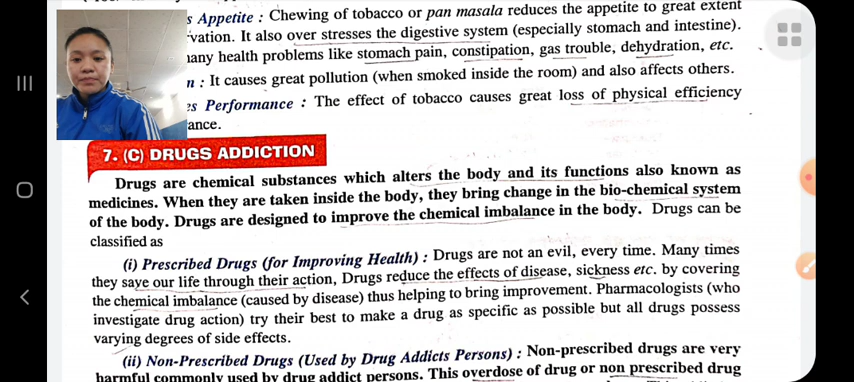 s Appetite : Chewing of tobacco or pan masala reduces the appetite to great extent
vation. It also over stresses the digestive system (especially stomach and intestine).
any health problems like stomach pain, constipation, gas trouble, dehydration, etc.
n : It causes great pollution (when smoked inside the room) and also affects others.
es Performance : The effect of tobacco causes great loss of physical efficiency
ance.
7. (C) DRUGS ADDICTION
Drugs are chemical substances which alters the body and its functions also known as
medicines. When they are taken inside the body, they bring change in the bio-chemical system
of the body. Drugs are designed to improve the chemical imbalance in the body. Drugs can be
classified as
(i) Prescribed Drugs (for Improving Health) : Drugs are not an evil, every time. Many times
they save our life through their action, Drugs reduce the effects of disease, sickness etc. by covering
the chemical imbalance (caused by disease) thus helping to bring improvement. Pharmacologists (who
investigate drug action) try their best to make a drug as specific as possible but all drugs possess
varying degrees of side effects.
(ii) Non-Prescribed Drugs (Used by Drug Addicts Persons) : Non-prescribed drugs are very
harmful commonly used by drug addict persons. This overdose of drug or non prescribed drug